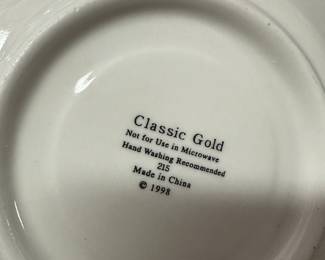 Classic Gold
Not for Use in Microwave
Hand Washing Recommended
215
Made in China
© 1998